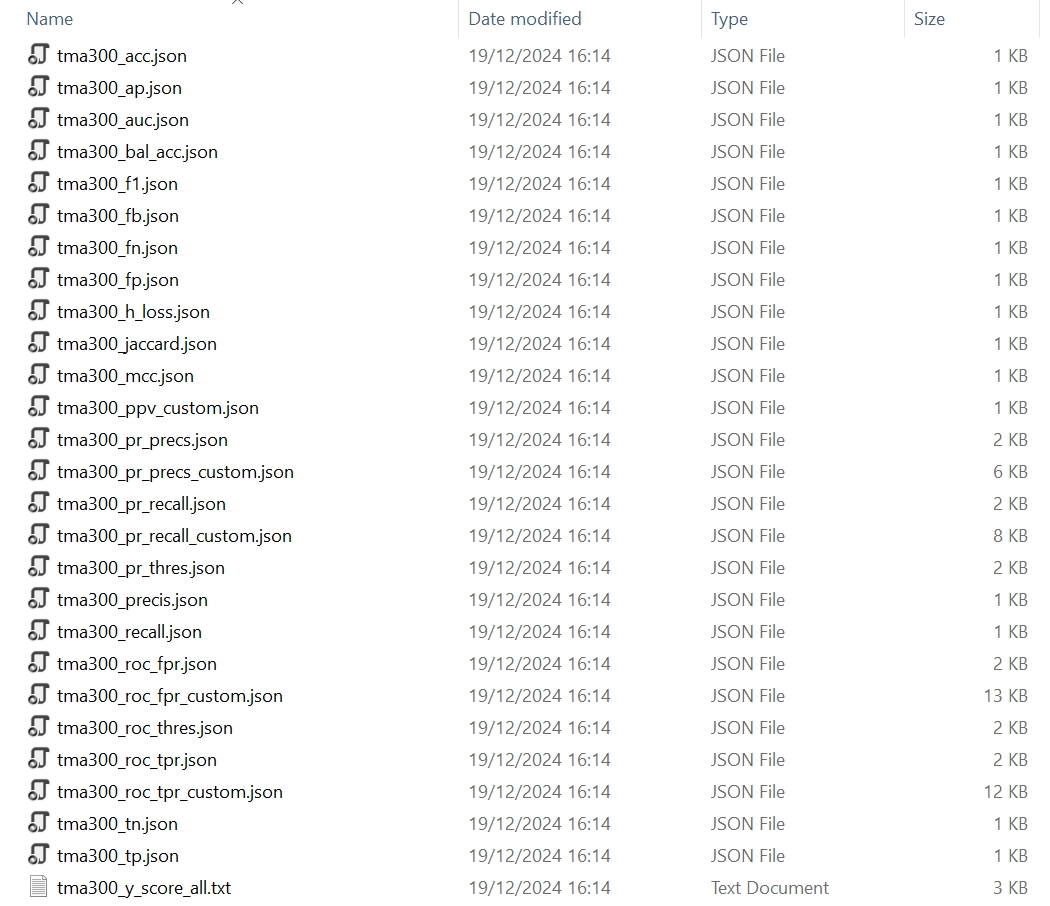 Name Date modified Type Size
tma300_acc.json 19/12/2024 16:14 JSON File 1 KB
tma300_ap.json 19/12/2024 16:14 JSON File 1 KB
tma300_auc.json 19/12/2024 16:14 JSON File 1 KB
tma300_bal_acc.json 19/12/2024 16:14 JSON File 1 KB
tma300_f1.json 19/12/2024 16:14 JSON File 1 KB
tma300_fb.json 19/12/2024 16:14 JSON File 1 KB
tma300_fn.json 19/12/2024 16:14 JSON File 1 KB
tma300_fp.json 19/12/2024 16:14 JSON File 1 KB
tma300_h_loss.json 19/12/2024 16:14 JSON File 1 KB
tma300_jaccard.json 19/12/2024 16:14 JSON File 1 KB
tma300_mcc.json 19/12/2024 16:14 JSON File 1 KB
tma300_ppv_custom.json 19/12/2024 16:14 JSON File 1 KB
tma300_pr_precs.json 19/12/2024 16:14 JSON File 2 KB
tma300_pr_precs_custom.json 19/12/2024 16:14 JSON File 6 KB
tma300_pr_recall.json 19/12/2024 16:14 JSON File 2 KB
tma300_pr_recall_custom.json 19/12/2024 16:14 JSON File 8 KB
tma300_pr_thres.json 19/12/2024 16:14 JSON File 2 KB
tma300_precis.json 19/12/2024 16:14 JSON File 1 KB
tma300_recall.json 19/12/2024 16:14 JSON File 1 KB
tma300_roc_fpr.json 19/12/2024 16:14 JSON File 2 KB
tma300_roc_fpr_custom.json 19/12/2024 16:14 JSON File 13 KB
tma300_roc_thres.json 19/12/2024 16:14 JSON File 2 KB
tma300_roc_tpr.json 19/12/2024 16:14 JSON File 2 KB
tma300_roc_tpr_custom.json 19/12/2024 16:14 JSON File 12 KB
tma300_tn.json 19/12/2024 16:14 JSON File 1 KB
tma300_tp.json 19/12/2024 16:14 JSON File 1 KB
tma300_y_score_all.txt 19/12/2024 16:14 Text Document 3 KB